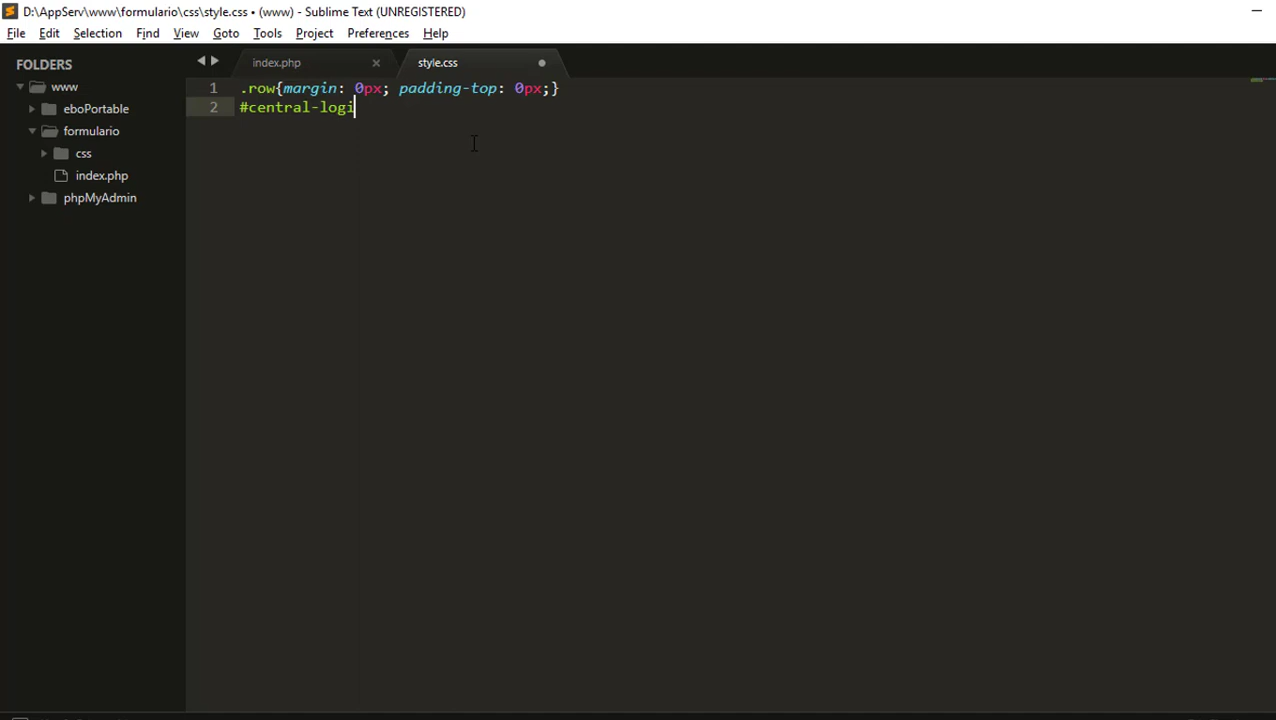 D:\AppServ\www\formulario\css\style.css • (www) - Sublime Text (UNREGISTERED)
File Edit Selection Find View Goto Tools Project Preferences Help
FOLDERS
www
eboPortable
formulario
css
index.php
phpMyAdmin
index.php style.css
1 .row{margin: 0px; padding-top: 0px;}
2 #central-logi